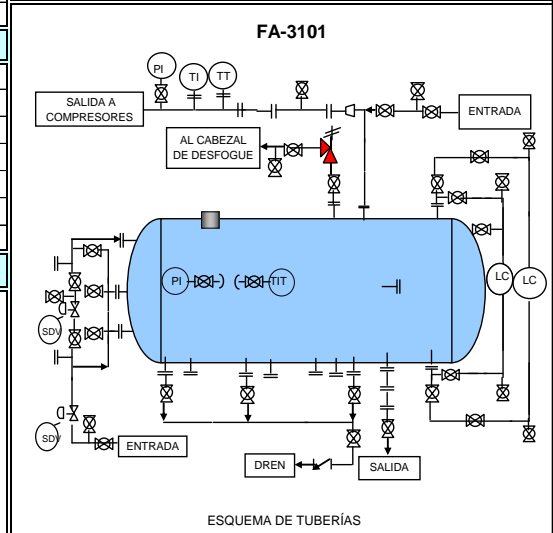 FA-3101
PI
TI
TT
SALIDA A
COMPRESORES
ENTRADA
AL CABEZAL
DE DESFOGUE
PI
TIT
LC
LC
SDV
SDV
ENTRADA
DREN
SALIDA
ESQUEMA DE TUBERÍAS